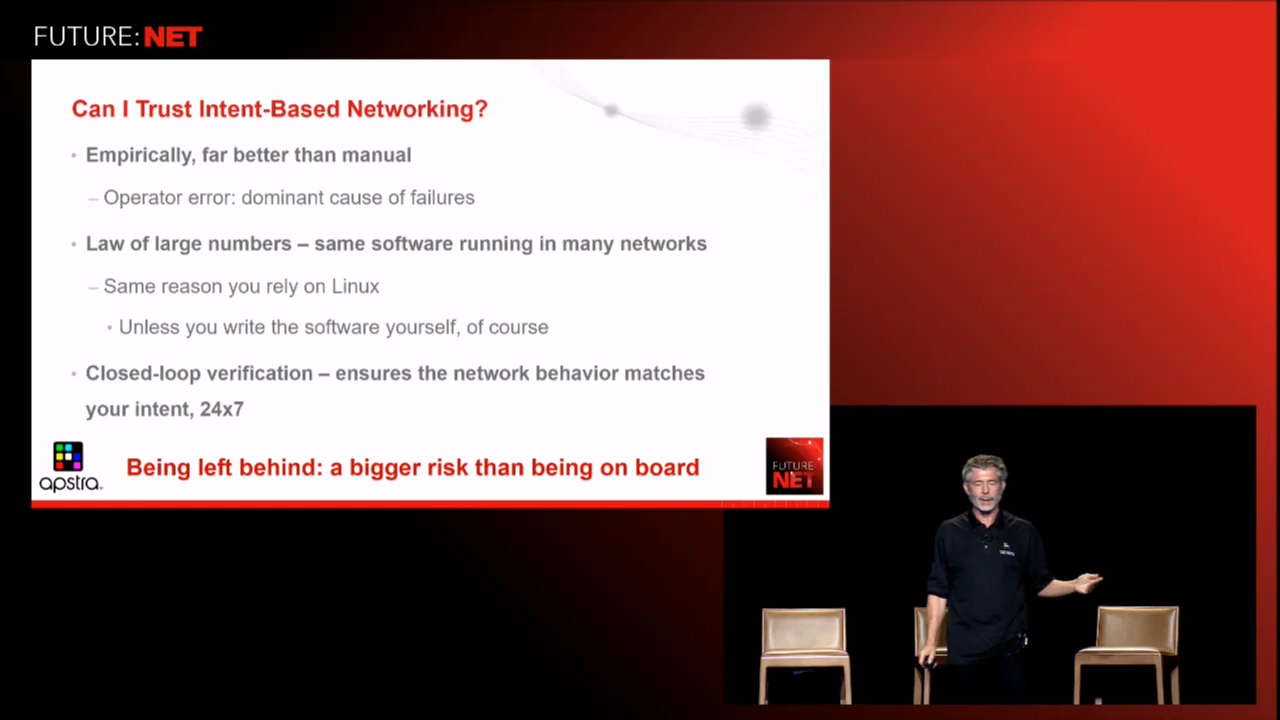 FUTURE:NET
Can I Trust Intent-Based Networking?
• Empirically, far better than manual
– Operator error: dominant cause of failures
• Law of large numbers – same software running in many networks
– Same reason you rely on Linux
• Unless you write the software yourself, of course
• Closed-loop verification – ensures the network behavior matches
your intent, 24x7
apstra.
Being left behind: a bigger risk than being on board
FUTURE:
NET